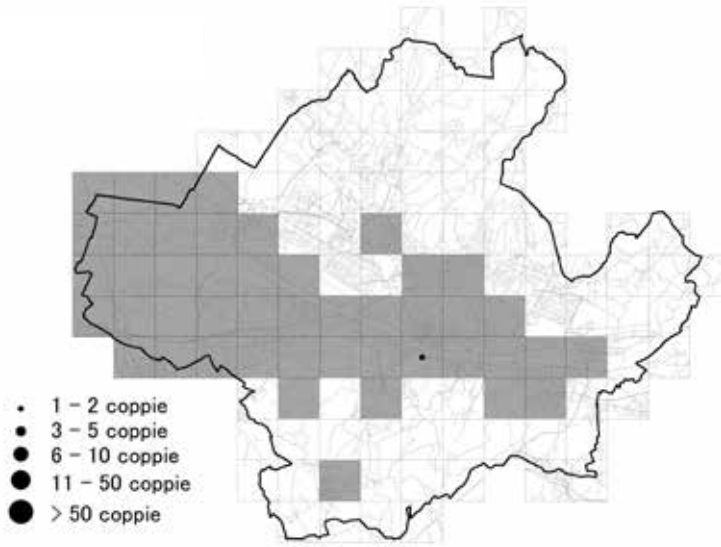 1 – 2 coppie
3 – 5 coppie
6 – 10 coppie
11 – 50 coppie
> 50 coppie